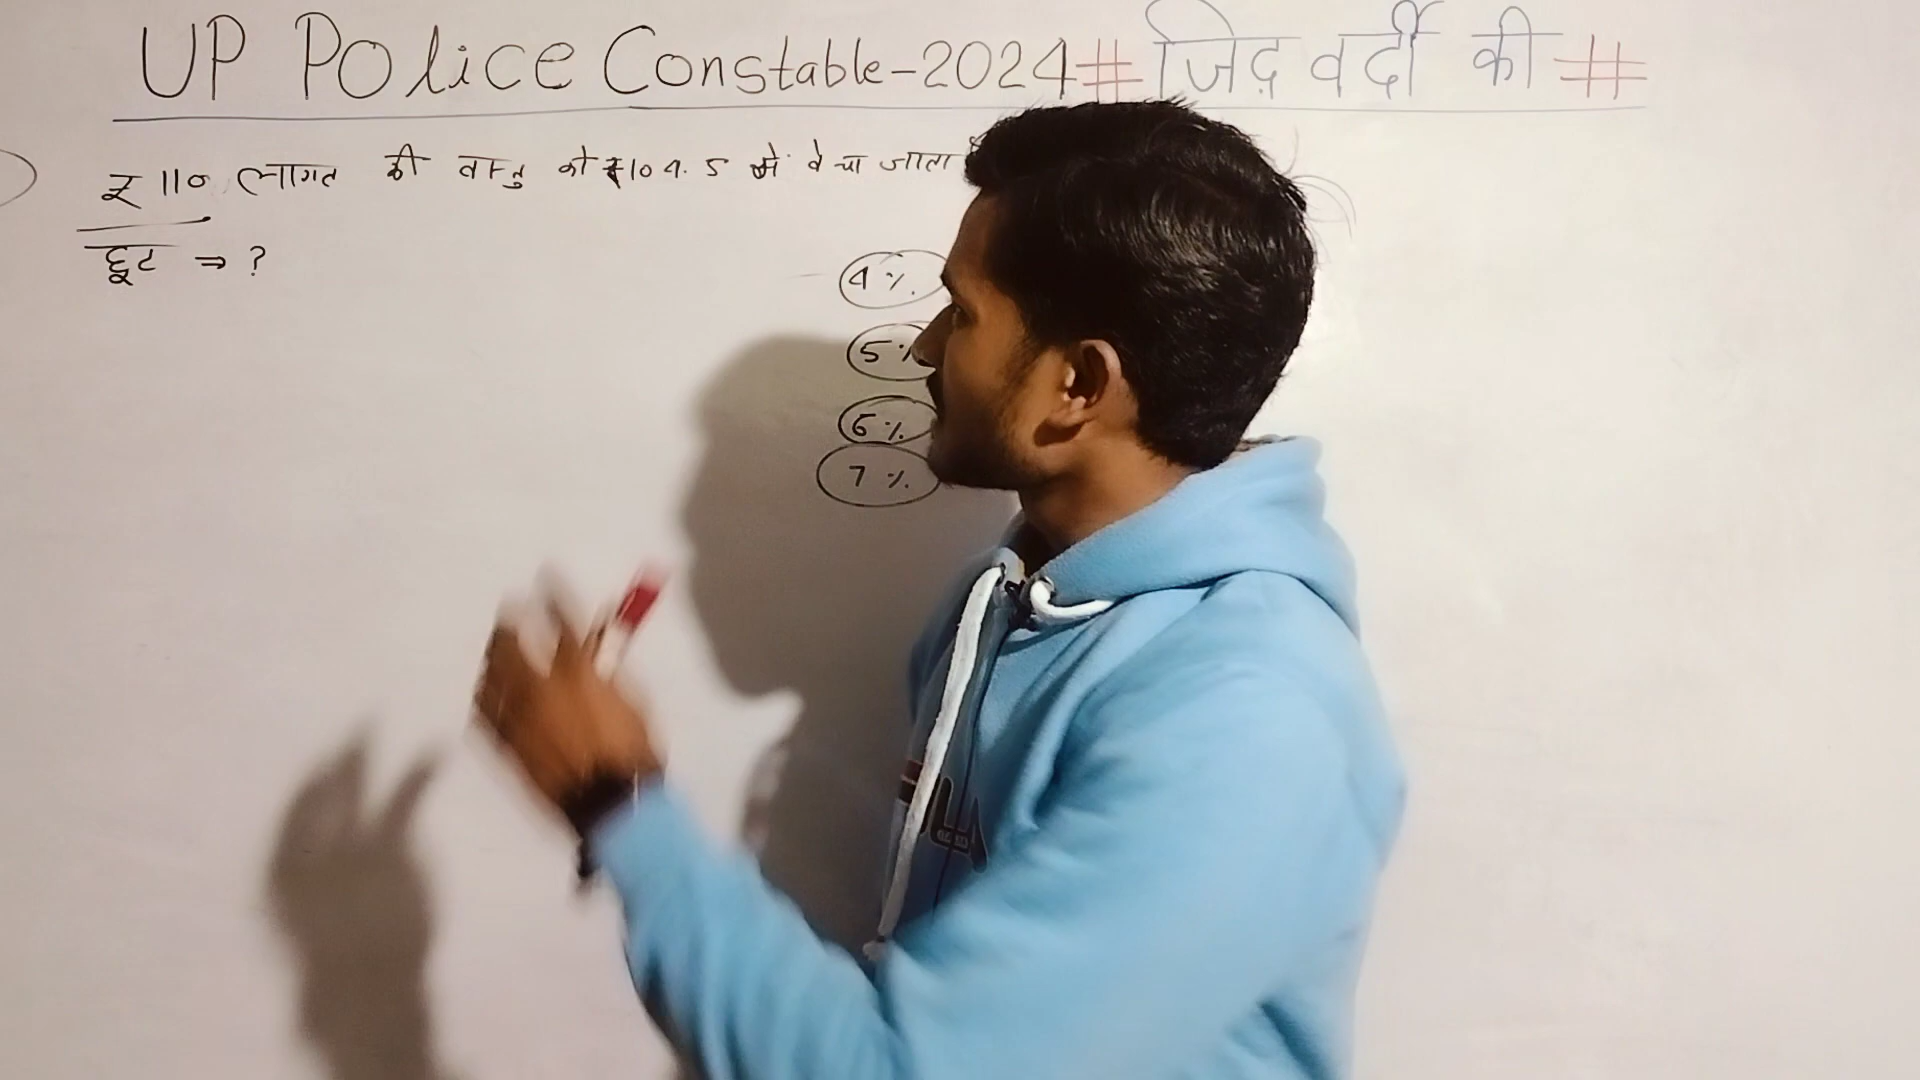 UP Police Constable-2024 # जिद़ वर्दी की #
₹ 110 लागत की वस्तु को ₹104.5 में बेचा जाता
छूट ⇒ ?
4 %.
5 %
6 %.
7 %.